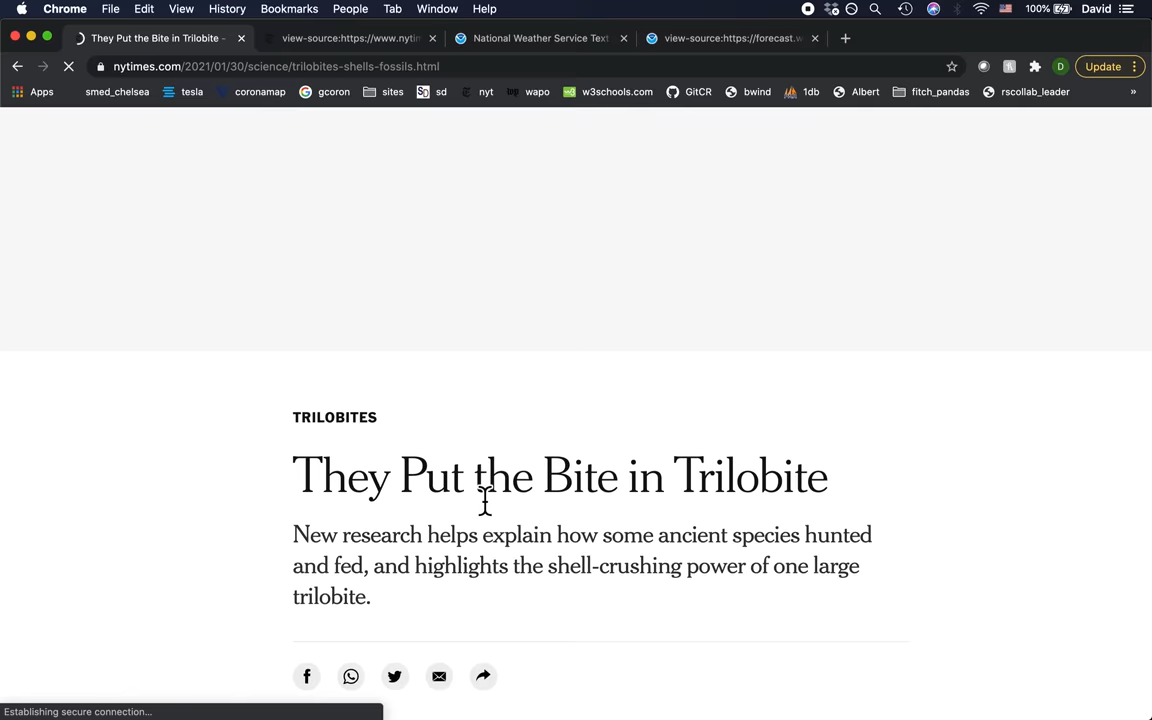 Chrome File Edit View History Bookmarks People Tab Window Help 100% David
They Put the Bite in Trilobite - view-source:https://www.nytin National Weather Service Text view-source:https://forecast.w
nytimes.com/2021/01/30/science/trilobites-shells-fossils.html D Update
Apps smed_chelsea tesla coronamap gcoron sites sd nyt wapo w3schools.com GitCR bwind 1db Albert fitch_pandas rscollab_leader »
TRILOBITES
They Put the Bite in Trilobite
New research helps explain how some ancient species hunted
and fed, and highlights the shell-crushing power of one large
trilobite.
Establishing secure connection...